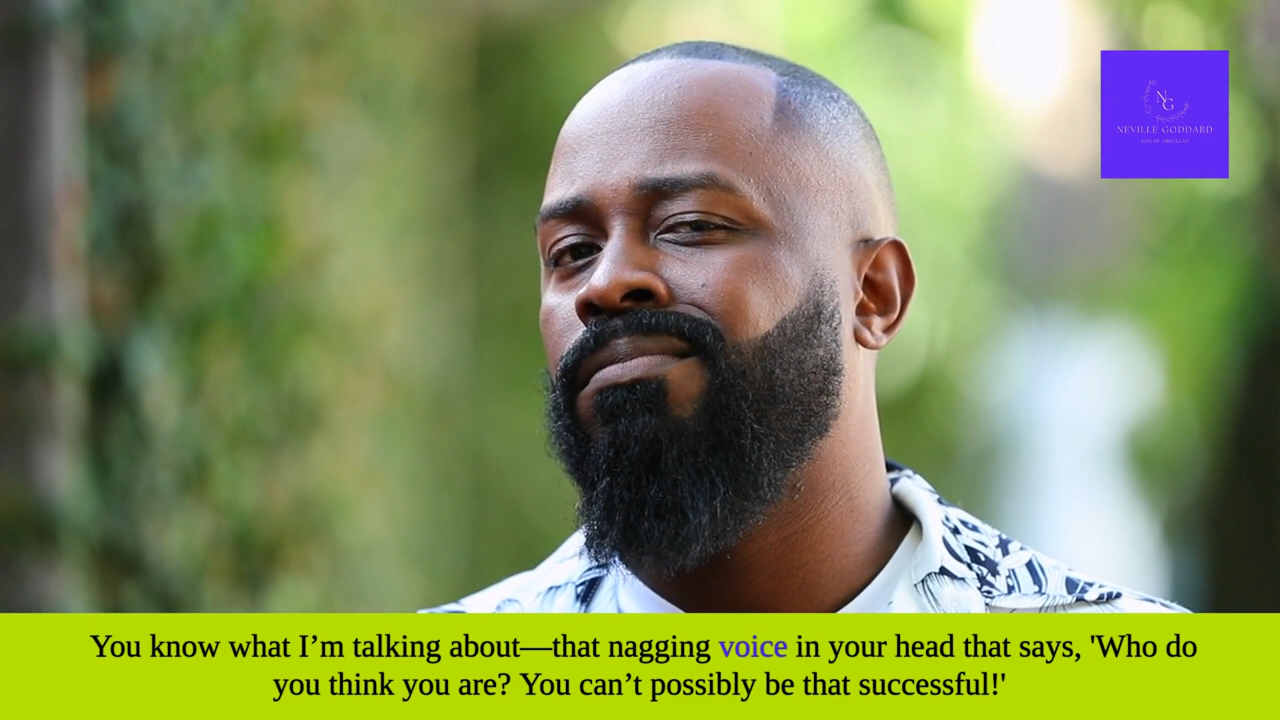 NG
NEVILLE GODDARD
You know what I’m talking about—that nagging voice in your head that says, 'Who do
you think you are? You can’t possibly be that successful!'